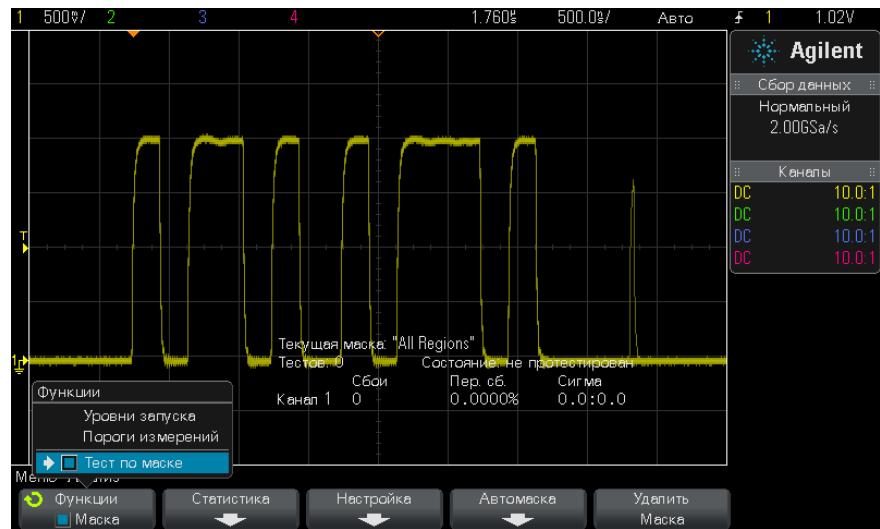 1 500▽/ 2 3 4 1.760s 500.0s/ Авто 1 1.02V
Agilent
Сбор данных
Нормальный
2.00GSa/s
Каналы
DC 10.0:1
DC 10.0:1
DC 10.0:1
DC 10.0:1
T
1
Текущая маска: "All Regions"
Тестов: 0 Состояние: не протестирован
Сбои Пер. сб. Сигма
Канал 1 0 0.0000% 0.0:0.0
Функции
Уровни запуска
Пороги измерений
Тест по маске
Функции Статистика Настройка Автомаска Удалить
Маска Маска